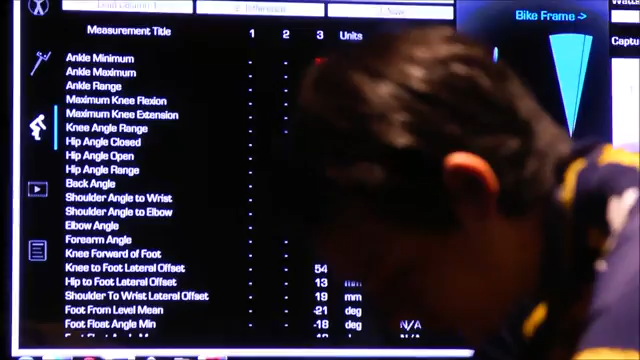 2 Difference
Bike Frame ->
Measurement Title 1 2 3 Units
Ankle Minimum - -
Ankle Maximum - -
Ankle Range - -
Maximum Knee Flexion - -
Maximum Knee Extension - -
Knee Angle Range - -
Hip Angle Closed -
Hip Angle Open -
Hip Angle Range -
Back Angle -
Shoulder Angle to Wrist -
Shoulder Angle to Elbow -
Elbow Angle -
Forearm Angle - -
Knee Forward of Foot - -
Knee to Foot Lateral Offset - - 54
Hip to Foot Lateral Offset - - 13 mm
Shoulder To Wrist Lateral Offset - - 19 mm
Foot From Level Mean - - -21 deg
Foot Float Angle Min - - -18 deg N/A